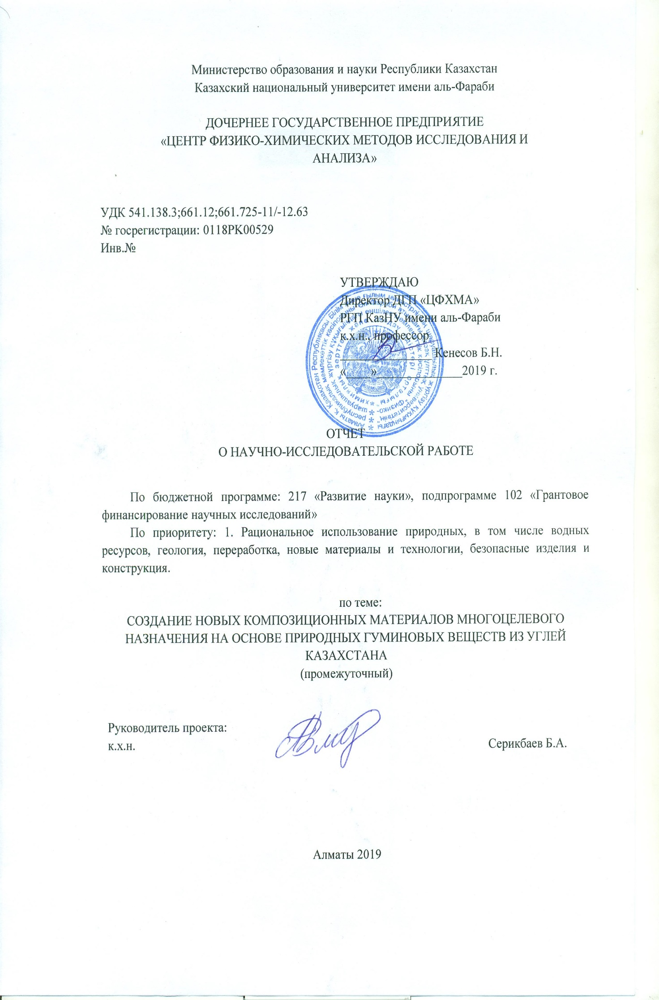 Министерство образования и науки Республики Казахстан
Казахский национальный университет имени аль-Фараби
ДОЧЕРНЕЕ ГОСУДАРСТВЕННОЕ ПРЕДПРИЯТИЕ
«ЦЕНТР ФИЗИКО-ХИМИЧЕСКИХ МЕТОДОВ ИССЛЕДОВАНИЯ И
АНАЛИЗА»
УДК 541.138.3;661.12;661.725-11/-12.63
№ госрегистрации: 0118РК00529
Инв.№
УТВЕРЖДАЮ
Директор ДГП «ЦФХМА»
РГП КазНУ имени аль-Фараби
к.х.н., профессор
_______________ Кенесов Б.Н.
«____»______________2019 г.
ОТЧЕТ
О НАУЧНО-ИССЛЕДОВАТЕЛЬСКОЙ РАБОТЕ
По бюджетной программе: 217 «Развитие науки», подпрограмме 102 «Грантовое
финансирование научных исследований»
По приоритету: 1. Рациональное использование природных, в том числе водных
ресурсов, геология, переработка, новые материалы и технологии, безопасные изделия и
конструкция.
по теме:
СОЗДАНИЕ НОВЫХ КОМПОЗИЦИОННЫХ МАТЕРИАЛОВ МНОГОЦЕЛЕВОГО
НАЗНАЧЕНИЯ НА ОСНОВЕ ПРИРОДНЫХ ГУМИНОВЫХ ВЕЩЕСТВ ИЗ УГЛЕЙ
КАЗАХСТАНА
(промежуточный)
Руководитель проекта:
к.х.н. Серикбаев Б.А.
Алматы 2019